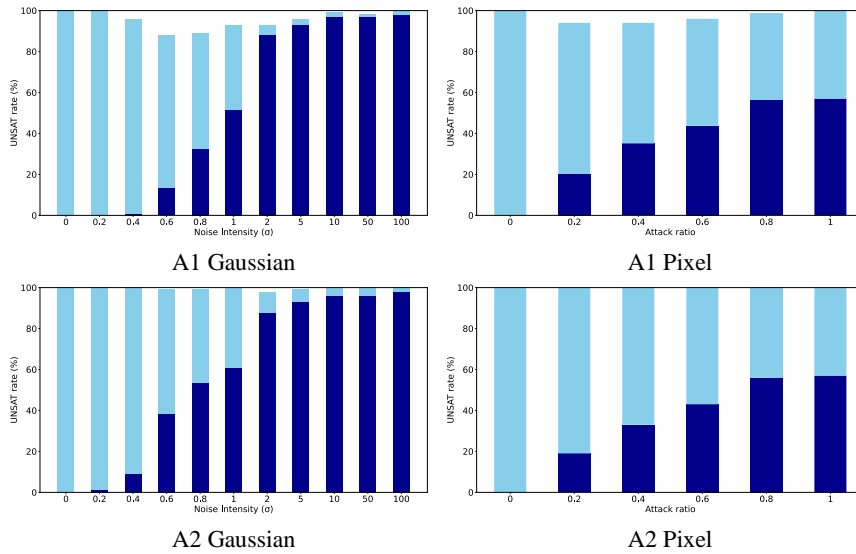 100
80
60
40
20
0
UNSAT rate (%)
0 0.2 0.4 0.6 0.8 1 2 5 10 50 100
Noise Intensity (σ)
A1 Gaussian
100
80
60
40
20
0
UNSAT rate (%)
0 0.2 0.4 0.6 0.8 1
Attack ratio
A1 Pixel
100
80
60
40
20
0
UNSAT rate (%)
0 0.2 0.4 0.6 0.8 1 2 5 10 50 100
Noise Intensity (σ)
A2 Gaussian
100
80
60
40
20
0
UNSAT rate (%)
0 0.2 0.4 0.6 0.8 1
Attack ratio
A2 Pixel